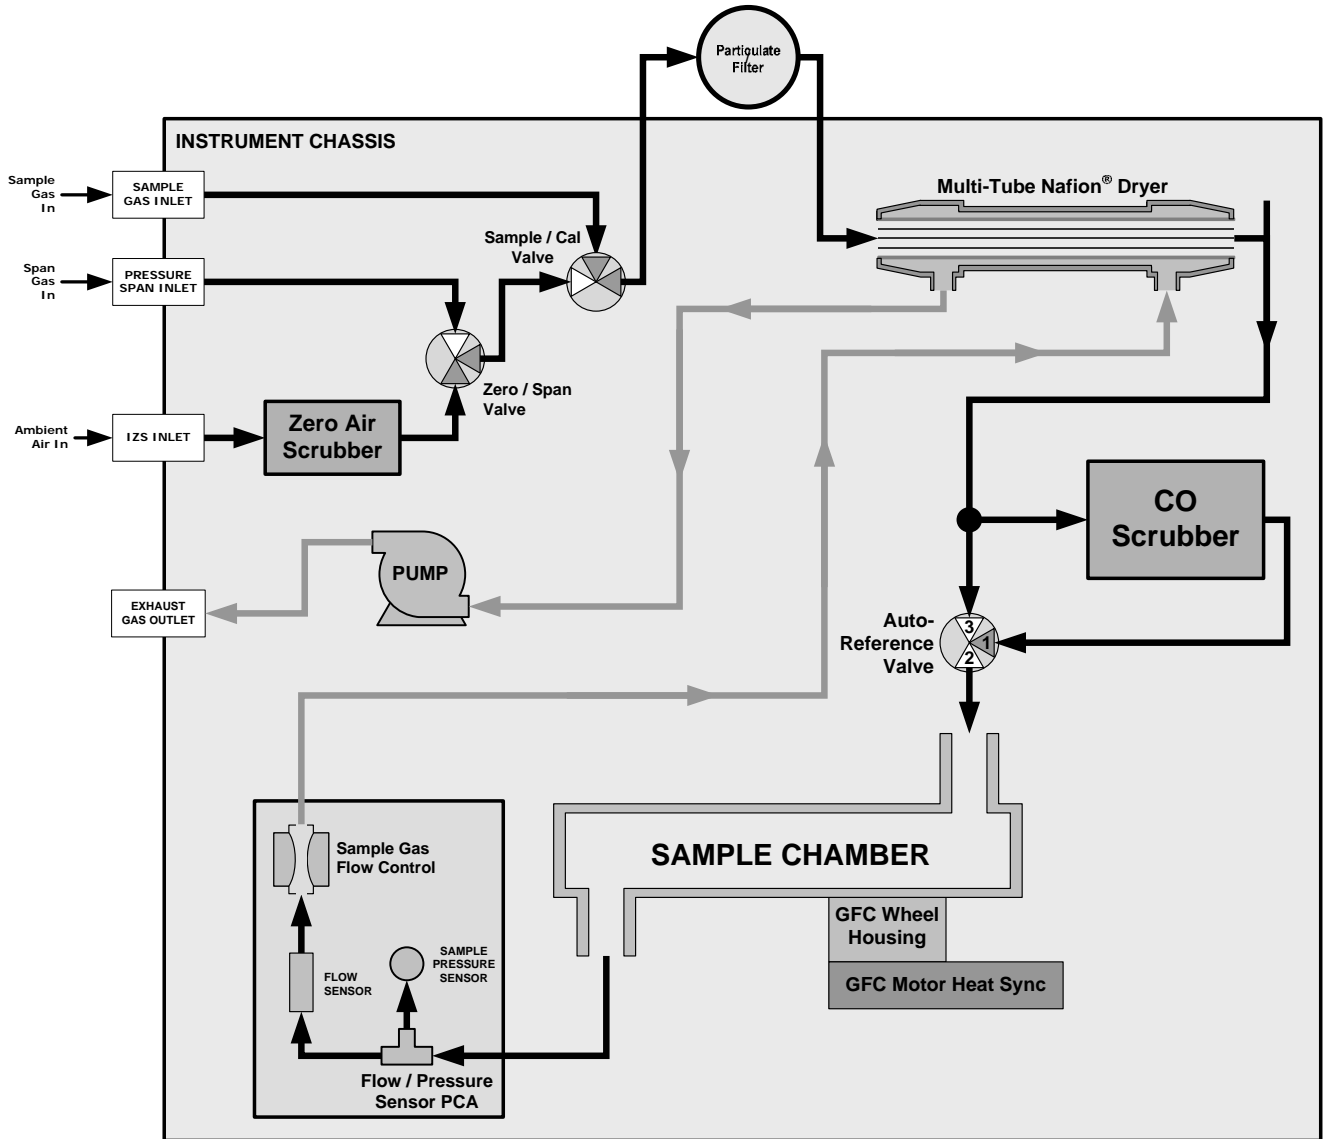 Particulate
Filter
INSTRUMENT CHASSIS
Sample
Gas
In
SAMPLE
GAS INLET
Multi-Tube Nafion® Dryer
Sample / Cal
Valve
Span
Gas
In
PRESSURE
SPAN INLET
Zero / Span
Valve
Ambient
Air In
IZS INLET
Zero Air
Scrubber
CO
Scrubber
PUMP
EXHAUST
GAS OUTLET
Auto-
Reference
Valve
3
1
2
Sample Gas
Flow Control
SAMPLE CHAMBER
GFC Wheel
Housing
GFC Motor Heat Sync
SAMPLE
PRESSURE
SENSOR
FLOW
SENSOR
Flow / Pressure
Sensor PCA